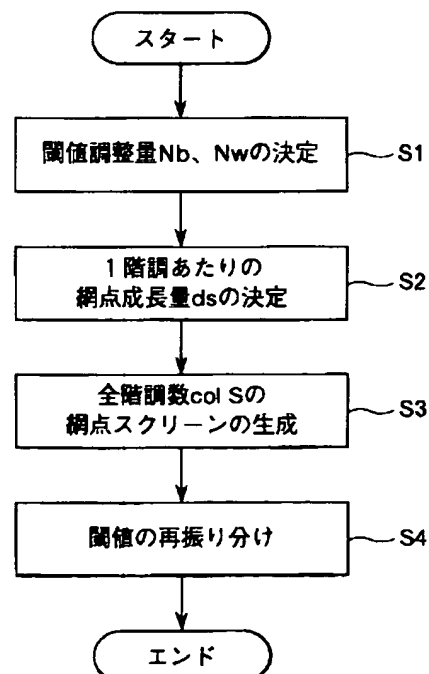 スタート
閾値調整量Nb、Nwの決定
S1
1階調あたりの
網点成長量dsの決定
S2
全階調数col Sの
網点スクリーンの生成
S3
閾値の再振り分け
S4
エンド